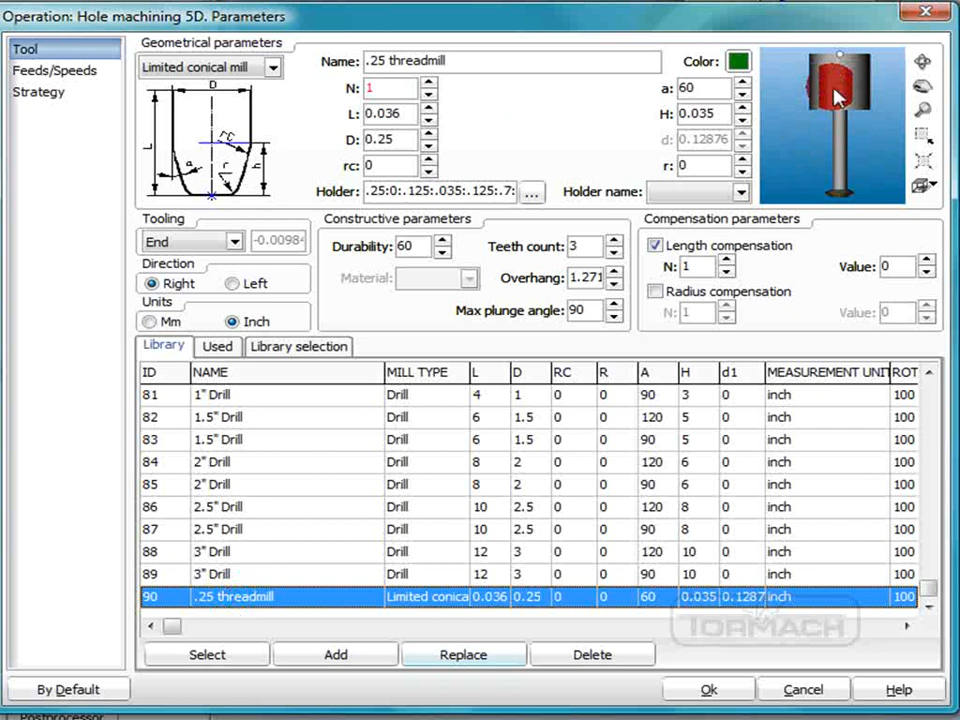 Operation: Hole machining 5D. Parameters
Tool
Feeds/Speeds
Strategy
Geometrical parameters
Limited conical mill
D
L
rc
a
r
h
Name: .25 threadmill
Color:
N: 1
a: 60
L: 0.036
H: 0.035
D: 0.25
d: 0.12876
rc: 0
r: 0
Holder: .25:0:.125:.035:.125:.7:
...
Holder name:
Tooling
End
-0.0098
Direction
Right
Left
Units
Mm
Inch
Constructive parameters
Durability: 60
Teeth count: 3
Material:
Overhang: 1.271
Max plunge angle: 90
Compensation parameters
Length compensation
N: 1
Value: 0
Radius compensation
N: 1
Value: 0
Library
Used
Library selection
ID NAME MILL TYPE L D RC R A H d1 MEASUREMENT UNIT ROT
81 1" Drill Drill 4 1 0 0 90 3 0 inch 100
82 1.5" Drill Drill 6 1.5 0 0 120 5 0 inch 100
83 1.5" Drill Drill 6 1.5 0 0 90 5 0 inch 100
84 2" Drill Drill 8 2 0 0 120 6 0 inch 100
85 2" Drill Drill 8 2 0 0 90 6 0 inch 100
86 2.5" Drill Drill 10 2.5 0 0 120 8 0 inch 100
87 2.5" Drill Drill 10 2.5 0 0 90 8 0 inch 100
88 3" Drill Drill 12 3 0 0 120 10 0 inch 100
89 3" Drill Drill 12 3 0 0 90 10 0 inch 100
90 .25 threadmill Limited conica 0.036 0.25 0 0 60 0.035 0.1287 inch 100
TORMACH
Select
Add
Replace
Delete
By Default
Ok
Cancel
Help
Postprocessor